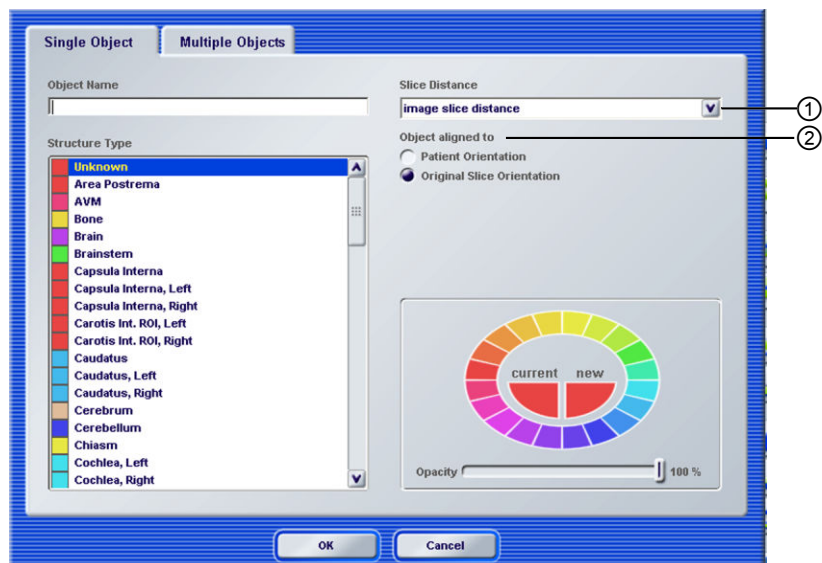 Single Object
Multiple Objects
Object Name
Slice Distance
image slice distance
①
Object aligned to
②
Patient Orientation
Original Slice Orientation
Structure Type
Unknown
Area Postrema
AVM
Bone
Brain
Brainstem
Capsula Interna
Capsula Interna, Left
Capsula Interna, Right
Carotis Int. ROI, Left
Carotis Int. ROI, Right
Caudatus
Caudatus, Left
Caudatus, Right
Cerebrum
Cerebellum
Chiasm
Cochlea, Left
Cochlea, Right
current new
Opacity 100 %
OK
Cancel